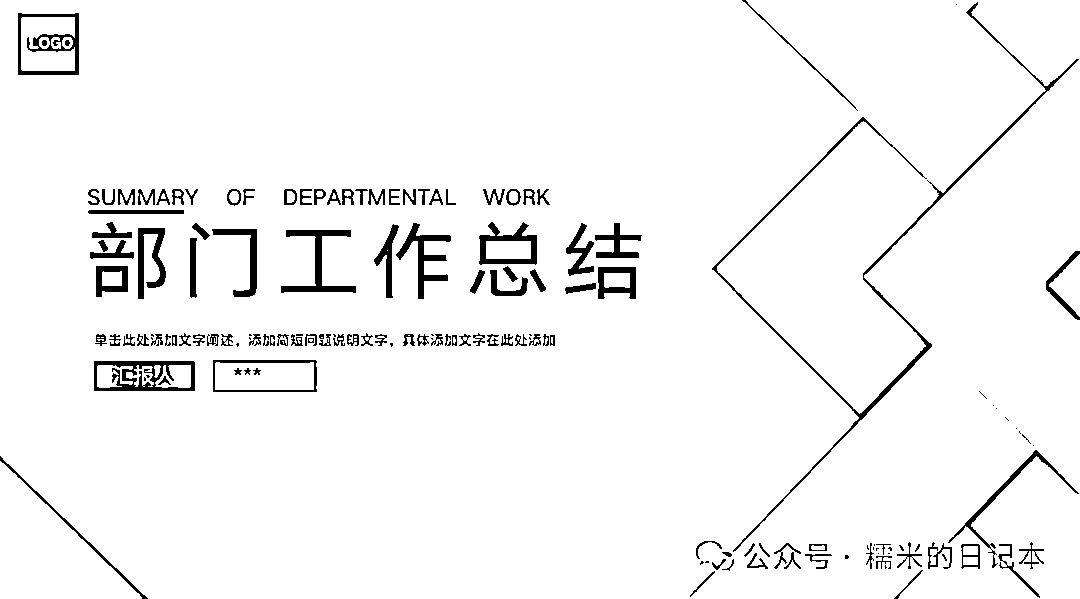 LOGO
SUMMARY OF DEPARTMENTAL WORK
部门工作总结
单击此处添加文字阐述，添加简短问题说明文字，具体添加文字在此处添加
汇报人
***
公众号·糯米的日记本